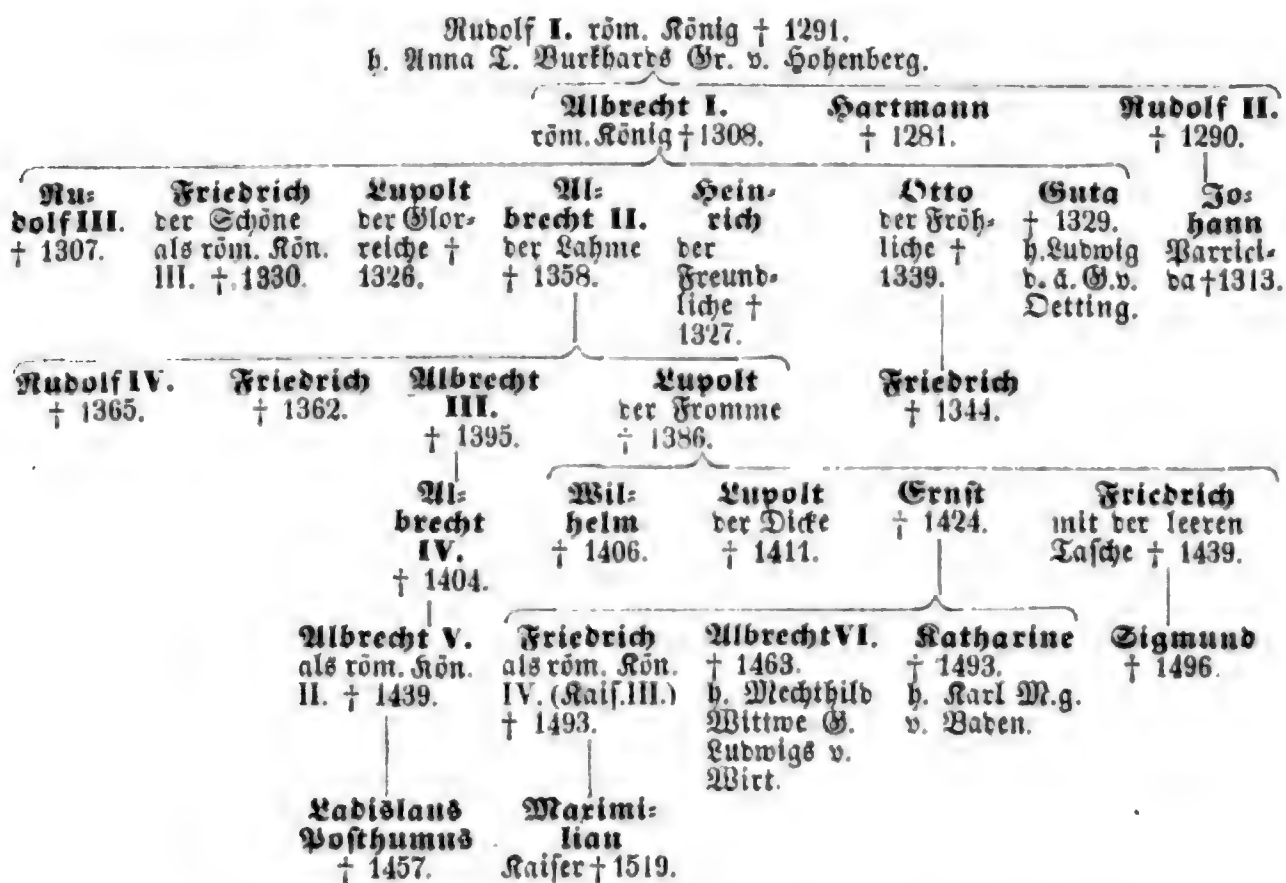 Rudolf I. röm. König † 1291.
h. Anna T. Burkhards Gr. v. Hohenberg.
Albrecht I. Hartmann Rudolf II.
röm. König † 1308. † 1281. † 1290.
Ru- Friedrich Lupolt Al- Hein- Otto Guta Jo-
dolf III. der Schöne der Glor- brecht II. rich der Fröh- † 1329. hann
† 1307. als röm. Kön. reiche † der Lahme der liche † h. Ludwig Parrici-
III. † 1330. 1326. † 1358. Freund- 1339. d. ä. G. v. da † 1313.
liche † Oetting.
1327.
Rudolf IV. Friedrich Albrecht Lupolt Friedrich
† 1365. † 1362. III. der Fromme † 1344.
† 1395. † 1386.
Al- Wil- Lupolt Ernst Friedrich
brecht helm der Dicke † 1424. mit der leeren
IV. † 1406. † 1411. Tasche † 1439.
† 1404.
Albrecht V. Friedrich Albrecht VI. Katharine Sigmund
als röm. Kön. als röm. Kön. † 1463. † 1493. † 1496.
II. † 1439. IV. (Kais. III.) h. Mechthild h. Karl M.g.
† 1493. Wittwe G. v. Baden.
Ludwigs v.
Wirt.
Ladislaus Maximi-
Posthumus lian
† 1457. Kaiser † 1519.